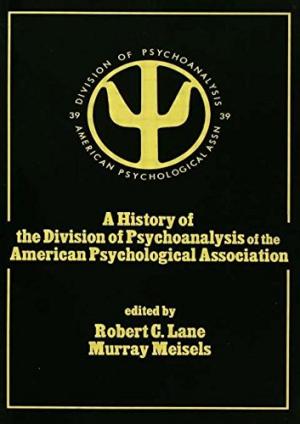 DIVISION OF PSYCHOANALYSIS
39
39
AMERICAN PSYCHOLOGICAL ASSN
A History of
the Division of Psychoanalysis of the
American Psychological Association
edited by
Robert C. Lane
Murray Meisels